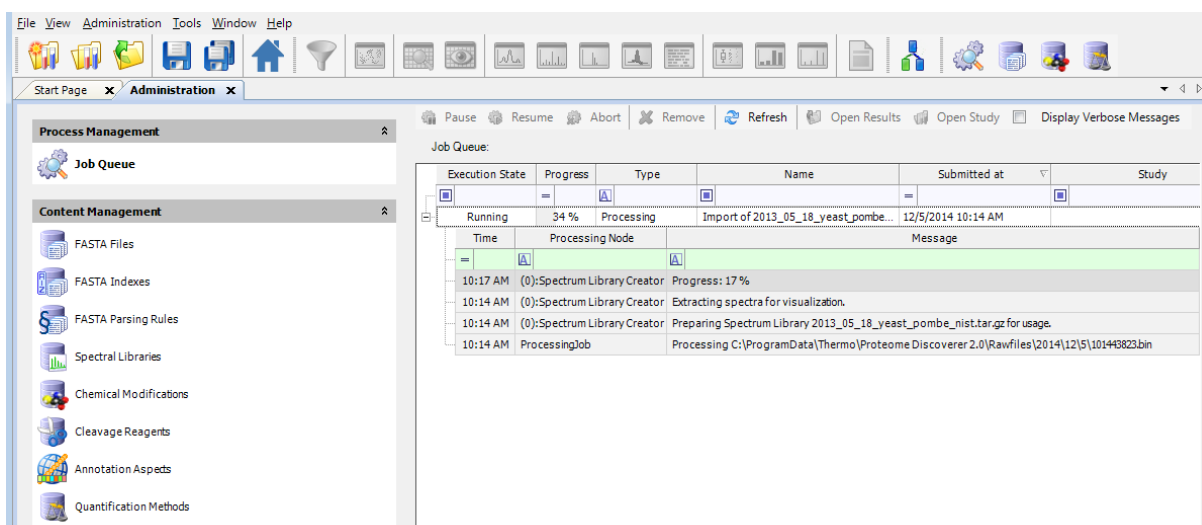 File View Administration Tools Window Help
Start Page x Administration x
Pause Resume Abort Remove Refresh Open Results Open Study Display Verbose Messages
Process Management
Job Queue
Content Management
FASTA Files
FASTA Indexes
FASTA Parsing Rules
Spectral Libraries
Chemical Modifications
Cleavage Reagents
Annotation Aspects
Quantification Methods
Job Queue:
Execution State Progress Type Name Submitted at Study
= A =
Running 34 % Processing Import of 2013_05_18_yeast_pombe... 12/5/2014 10:14 AM
Time Processing Node Message
= A A
10:17 AM (0):Spectrum Library Creator Progress: 17 %
10:14 AM (0):Spectrum Library Creator Extracting spectra for visualization.
10:14 AM (0):Spectrum Library Creator Preparing Spectrum Library 2013_05_18_yeast_pombe_nist.tar.gz for usage.
10:14 AM ProcessingJob Processing C:\ProgramData\Thermo\Proteome Discoverer 2.0\Rawfiles\2014\12\5\101443823.bin